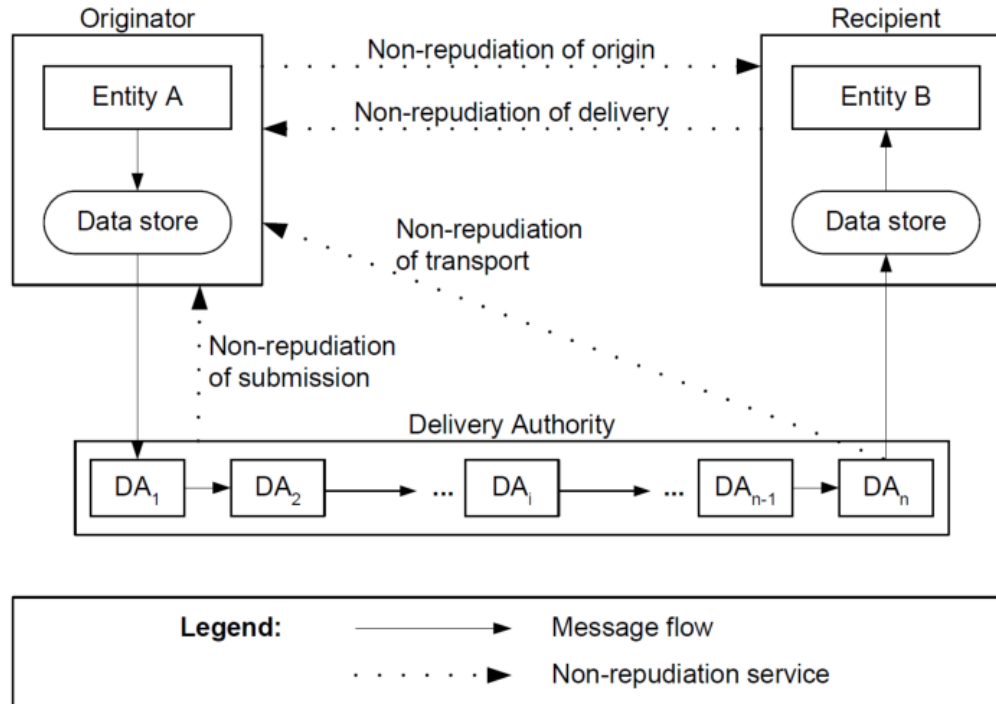 Originator
Recipient
Non-repudiation of origin
Entity A
Entity B
Non-repudiation of delivery
Data store
Data store
Non-repudiation
of transport
Non-repudiation
of submission
Delivery Authority
DA₁ DA₂ ... DAᵢ ... DAₙ₋₁ DAₙ
Legend:
Message flow
Non-repudiation service